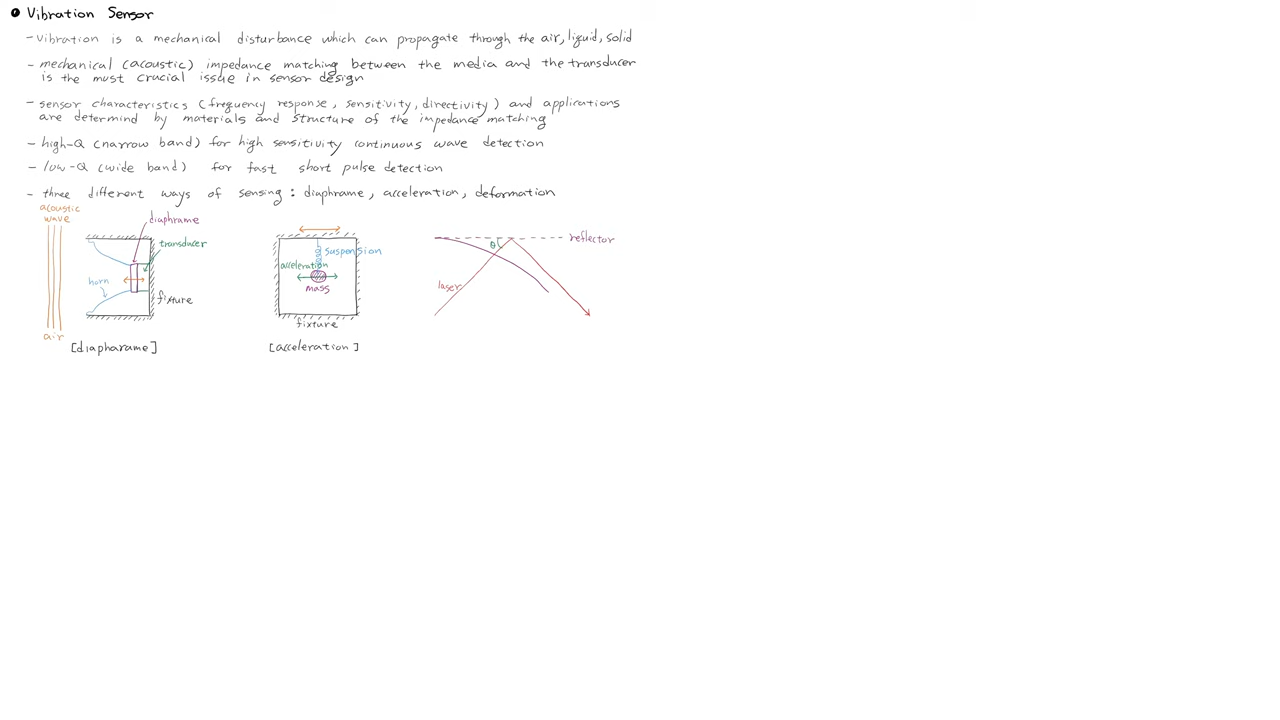 ● Vibration Sensor
- Vibration is a mechanical disturbance which can propagate through the air, liquid, solid
- mechanical (acoustic) impedance matching between the media and the transducer
is the must crucial issue in sensor design
- sensor characteristics (frequency response, sensitivity, directivity) and applications
are determind by materials and structure of the impedance matching
- high-Q (narrow band) for high sensitivity continuous wave detection
- low-Q (wide band) for fast short pulse detection
- three different ways of sensing : diaphrame, acceleration, deformation
acoustic
wave
diaphrame
transducer
horn
fixture
air
[diapharame]
suspension
acceleration
mass
fixture
[acceleration]
θ
reflector
laser